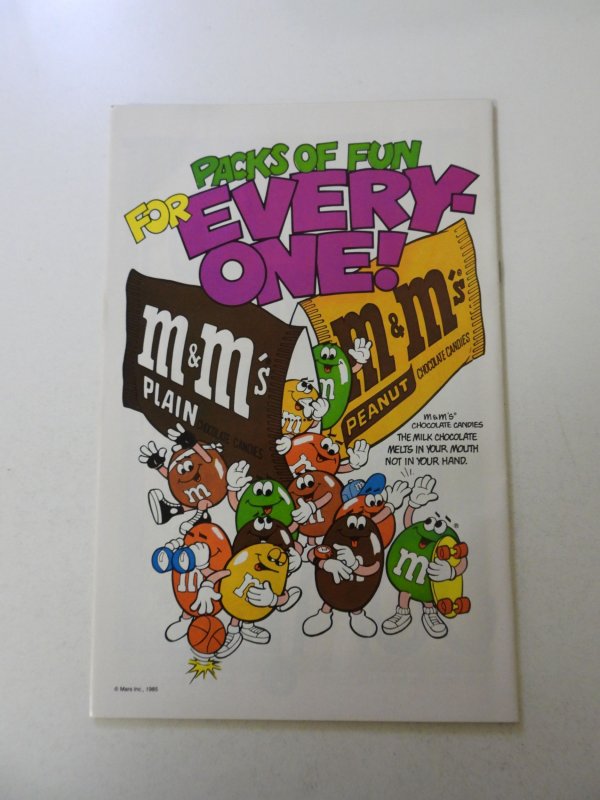 PACKS OF FUN
FOR EVERY-
ONE!
m&m's
PLAIN
CHOCOLATE CANDIES
m&m's®
PEANUT
CHOCOLATE CANDIES
m&m's®
CHOCOLATE CANDIES
THE MILK CHOCOLATE
MELTS IN YOUR MOUTH
NOT IN YOUR HAND.
m
m
m
m
m
m
m
m
®
© Mars Inc., 1985